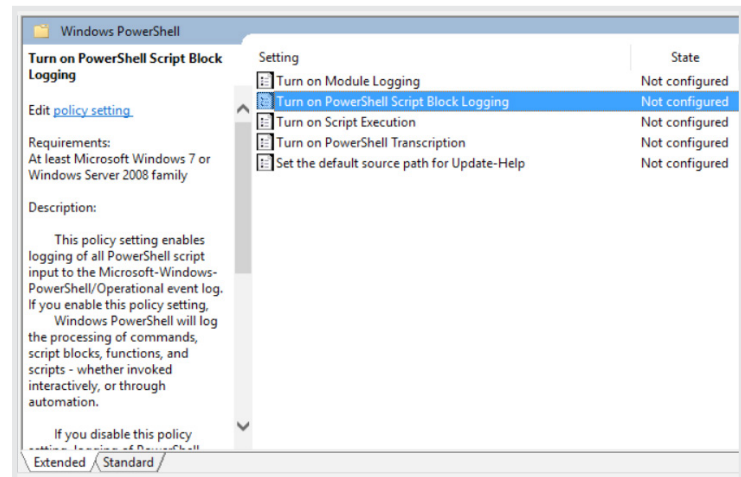 Windows PowerShell
Turn on PowerShell Script Block
Logging
Edit policy setting
Requirements:
At least Microsoft Windows 7 or
Windows Server 2008 family
Description:
This policy setting enables
logging of all PowerShell script
input to the Microsoft-Windows-
PowerShell/Operational event log.
If you enable this policy setting,
Windows PowerShell will log
the processing of commands,
script blocks, functions, and
scripts - whether invoked
interactively, or through
automation.
If you disable this policy
Setting State
Turn on Module Logging Not configured
Turn on PowerShell Script Block Logging Not configured
Turn on Script Execution Not configured
Turn on PowerShell Transcription Not configured
Set the default source path for Update-Help Not configured
Extended Standard